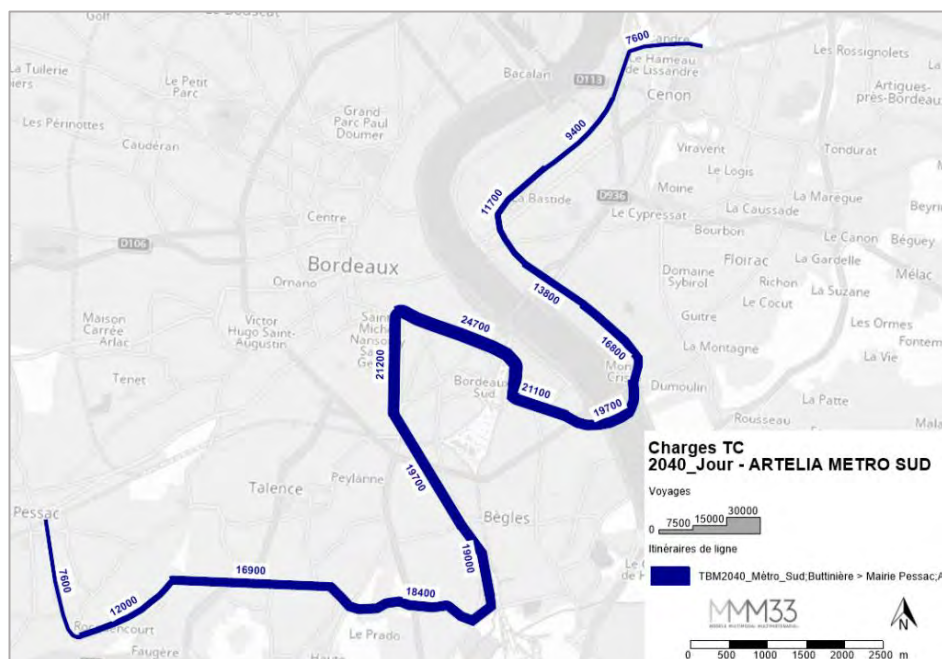 Golf
7600
Les Rossignolets
La Tuilerie
Bacalan
D113
Le Hameau
de Lissandre
Le Petit
Parc
Cenon
Artigues-
près-Bordeaux
Les Périnottes
Grand
Parc Paul
Doumer
9400
Caudéran
Viravent
Tondurat
Le Logis
11700
La Bastide
D936
Moine
La Marègue
Le Cypressat
La Caussade
Centre
Bourbon
D106
Le Canon
Béguey
Floirac
Bordeaux
La Gardelle
Mélac
Ornano
Domaine
Sybirol
Richon
La Suzane
13800
Le Cocut
Maison
Carrée
Arlac
Victor
Hugo Saint-
Augustin
24700
Guitre
Les Ormes
16800
La Montagne
La Vie
21200
Tenet
Bordeaux
Sud
21100
Dumoulin
19700
La Patte
Rousseau
Charges TC
2040_Jour - ARTELIA METRO SUD
19700
Peylanne
Voyages
Talence
0 7500 15000 30000
Pessac
Bègles
Itinéraires de ligne
19000
7600
16900
TBM2040_Métro_Sud;Buttinière > Mairie Pessac;A
12000
18400
MMM33
N
Le Prado
Faugère
0 500 1000 1500 2000 2500 m